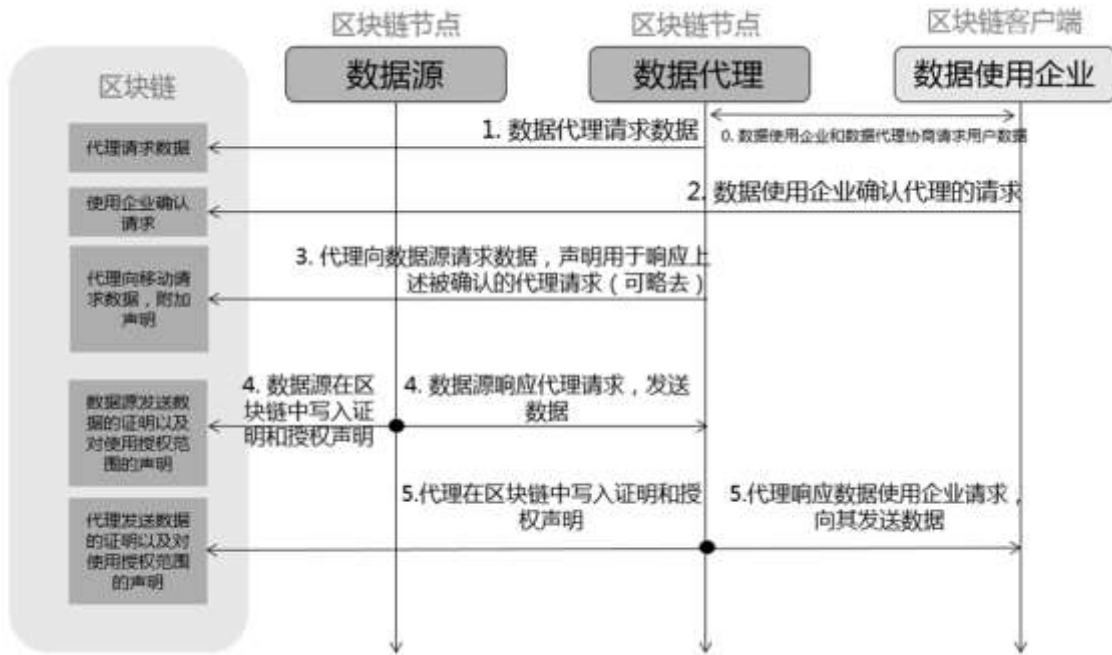 区块链节点
区块链节点
区块链客户端
数据源
数据代理
数据使用企业
区块链
1. 数据代理请求数据
0. 数据使用企业和数据代理协商请求用户数据
代理请求数据
2. 数据使用企业确认代理的请求
使用企业确认
请求
3. 代理向数据源请求数据，声明用于响应上
述被确认的代理请求（可略去）
代理向移动请
求数据，附加
声明
4. 数据源在区
块链中写入证
明和授权声明
4. 数据源响应代理请求，发送
数据
数据源发送数
据的证明以及
对使用授权范
围的声明
5.代理在区块链中写入证明和授
权声明
5.代理响应数据使用企业请求，
向其发送数据
代理发送数据
的证明以及对
使用授权范围
的声明